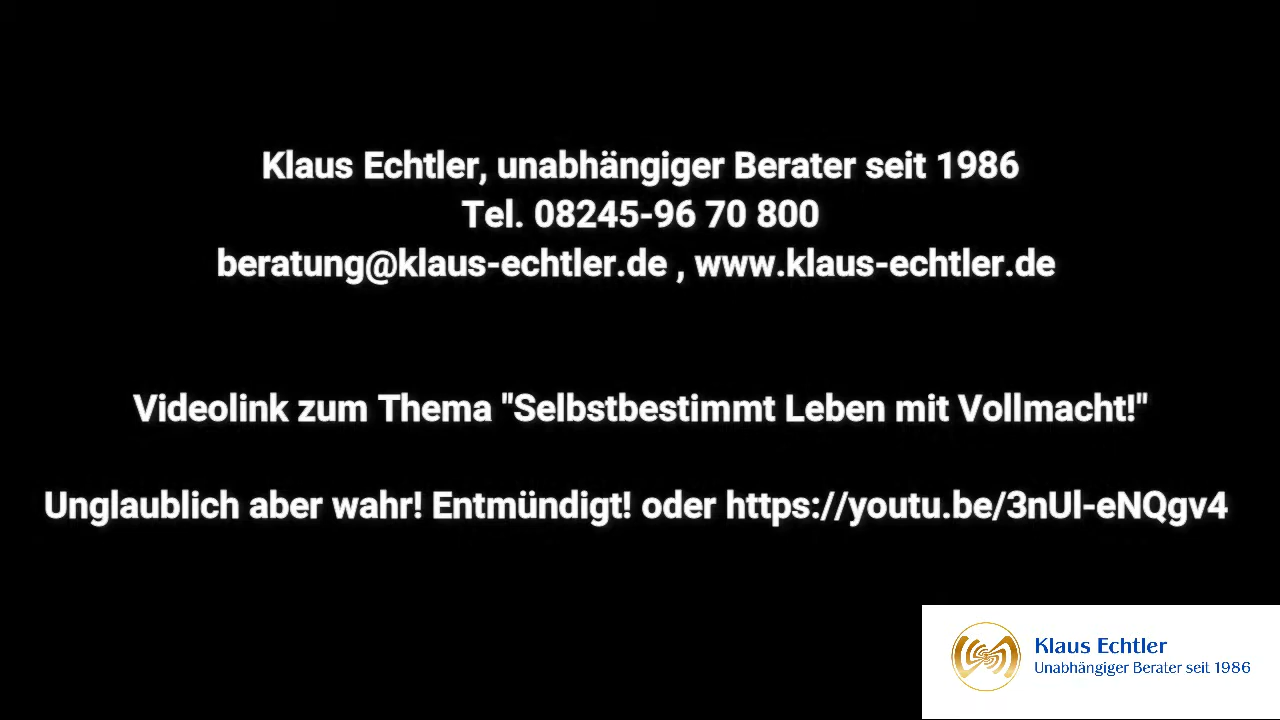 Klaus Echtler, unabhängiger Berater seit 1986
Tel. 08245-96 70 800
beratung@klaus-echtler.de , www.klaus-echtler.de
Videolink zum Thema "Selbstbestimmt Leben mit Vollmacht!"
Unglaublich aber wahr! Entmündigt! oder https://youtu.be/3nUl-eNQgv4
Klaus Echtler
Unabhängiger Berater seit 1986